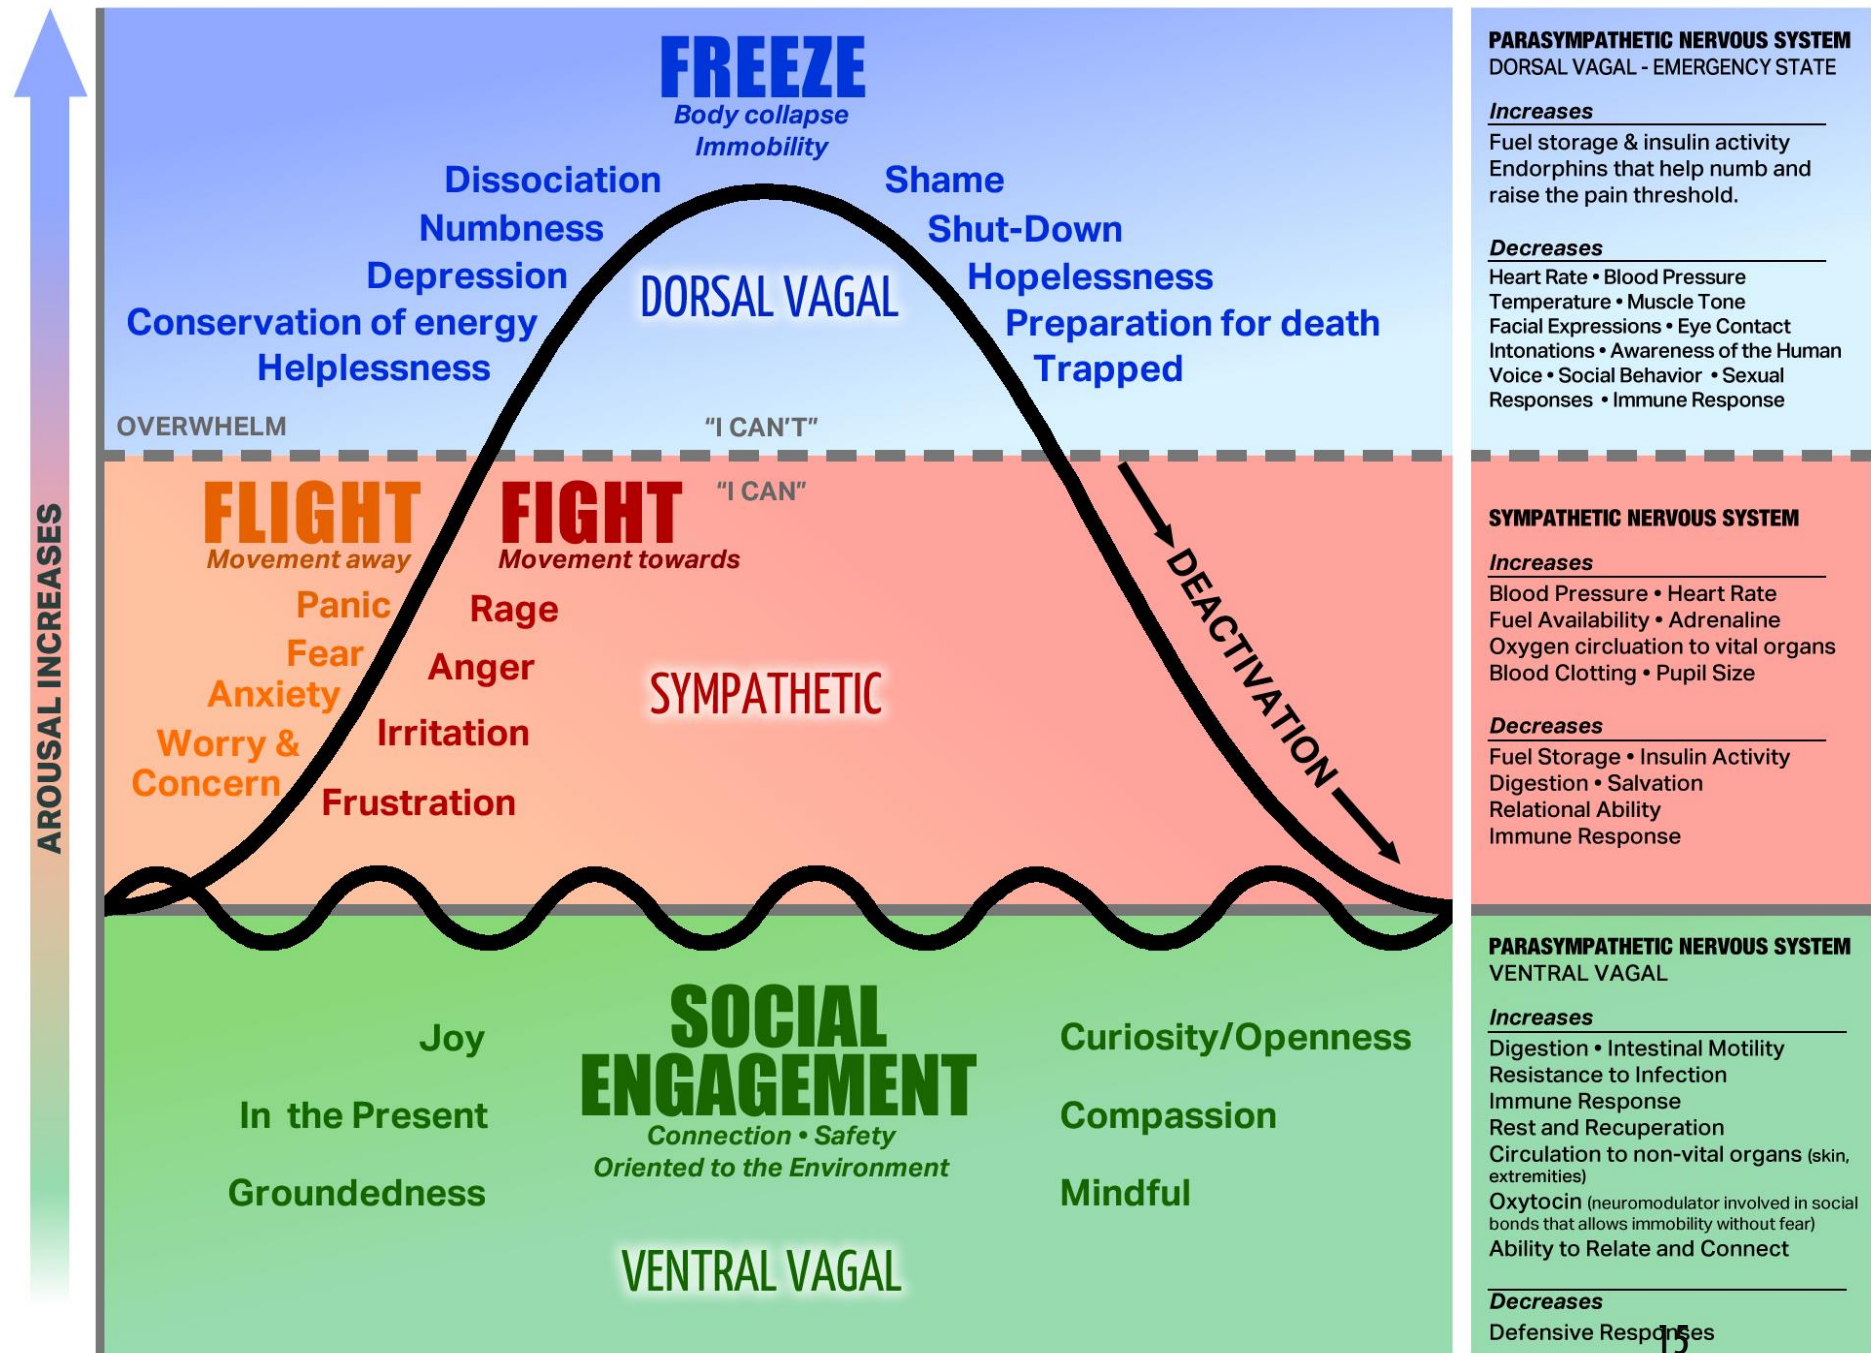 AROUSAL INCREASES
FREEZE
Body collapse
Immobility
Dissociation
Numbness
Depression
Conservation of energy
Helplessness
Shame
Shut-Down
Hopelessness
Preparation for death
Trapped
DORSAL VAGAL
OVERWHELM
"I CAN'T"
"I CAN"
FLIGHT
Movement away
Panic
Fear
Anxiety
Worry &
Concern
FIGHT
Movement towards
Rage
Anger
Irritation
Frustration
SYMPATHETIC
DEACTIVATION
SOCIAL
ENGAGEMENT
Connection • Safety
Oriented to the Environment
Joy
In the Present
Groundedness
Curiosity/Openness
Compassion
Mindful
VENTRAL VAGAL
PARASYMPATHETIC NERVOUS SYSTEM
DORSAL VAGAL - EMERGENCY STATE
Increases
Fuel storage & insulin activity
Endorphins that help numb and
raise the pain threshold.
Decreases
Heart Rate • Blood Pressure
Temperature • Muscle Tone
Facial Expressions • Eye Contact
Intonations • Awareness of the Human
Voice • Social Behavior • Sexual
Responses • Immune Response
SYMPATHETIC NERVOUS SYSTEM
Increases
Blood Pressure • Heart Rate
Fuel Availability • Adrenaline
Oxygen circluation to vital organs
Blood Clotting • Pupil Size
Decreases
Fuel Storage • Insulin Activity
Digestion • Salvation
Relational Ability
Immune Response
PARASYMPATHETIC NERVOUS SYSTEM
VENTRAL VAGAL
Increases
Digestion • Intestinal Motility
Resistance to Infection
Immune Response
Rest and Recuperation
Circulation to non-vital organs (skin,
extremities)
Oxytocin (neuromodulator involved in social
bonds that allows immobility without fear)
Ability to Relate and Connect
Decreases
Defensive Responses
15